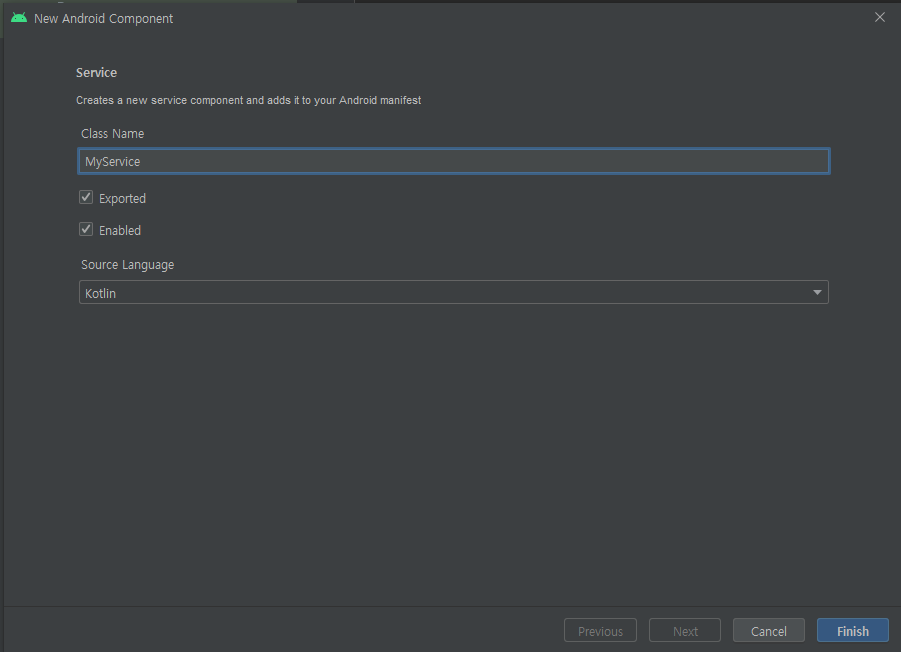 New Android Component
Service
Creates a new service component and adds it to your Android manifest
Class Name
MyService
Exported
Enabled
Source Language
Kotlin
Previous
Next
Cancel
Finish